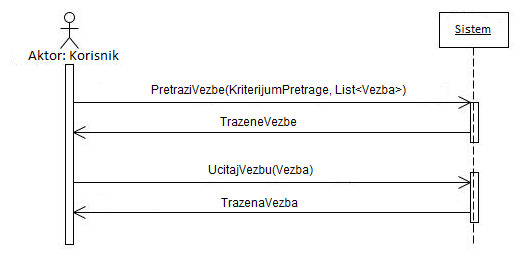 Sistem
Aktor: Korisnik
PretraziVezbe(KriterijumPretrage, List<Vezba>)
TrazeneVezbe
UcitajVezbu(Vezba)
TrazenaVezba